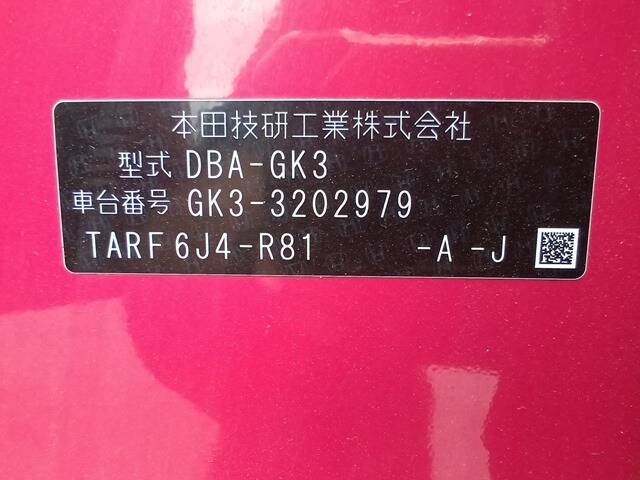 本田技研工業株式会社
型式 DBA-GK3
車台番号 GK3-3202979
TARF6J4-R81 -A -J